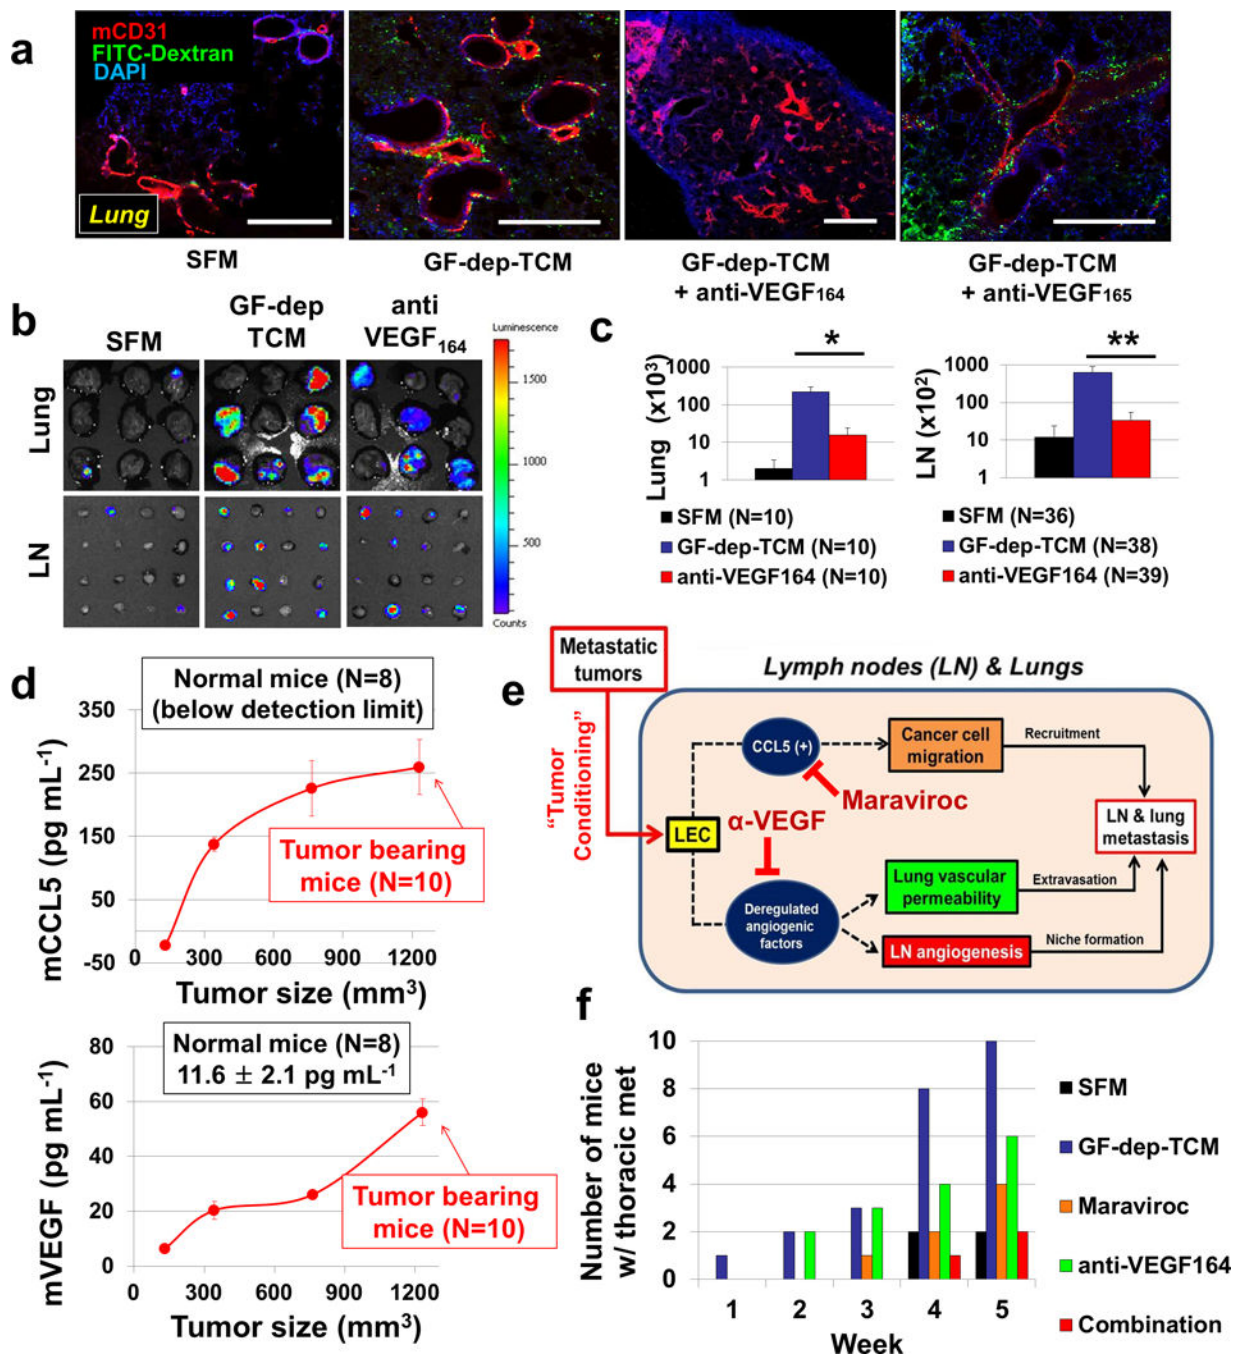 a
mCD31
FITC-Dextran
DAPI
Lung
SFM
GF-dep-TCM
GF-dep-TCM
+ anti-VEGF164
GF-dep-TCM
+ anti-VEGF165
b
SFM
GF-dep
TCM
anti
VEGF164
Lung
LN
Luminescence
1500
1000
500
Counts
c
Lung (x10³)
1000
100
10
1
*
SFM (N=10)
GF-dep-TCM (N=10)
anti-VEGF164 (N=10)
LN (x10²)
1000
100
10
1
**
SFM (N=36)
GF-dep-TCM (N=38)
anti-VEGF164 (N=39)
d
Normal mice (N=8)
(below detection limit)
mCCL5 (pg mL⁻¹)
350
250
150
50
-50
Tumor bearing
mice (N=10)
0 300 600 900 1200
Tumor size (mm³)
Normal mice (N=8)
11.6 ± 2.1 pg mL⁻¹
mVEGF (pg mL⁻¹)
80
60
40
20
0
Tumor bearing
mice (N=10)
0 300 600 900 1200
Tumor size (mm³)
e
Metastatic
tumors
Lymph nodes (LN) & Lungs
"Tumor
Conditioning"
CCL5 (+)
Cancer cell
migration
Recruitment
Maraviroc
α-VEGF
LEC
LN & lung
metastasis
Deregulated
angiogenic
factors
Lung vascular
permeability
Extravasation
LN angiogenesis
Niche formation
f
Number of mice
w/ thoracic met
10
8
6
4
2
0
1 2 3 4 5
Week
SFM
GF-dep-TCM
Maraviroc
anti-VEGF164
Combination